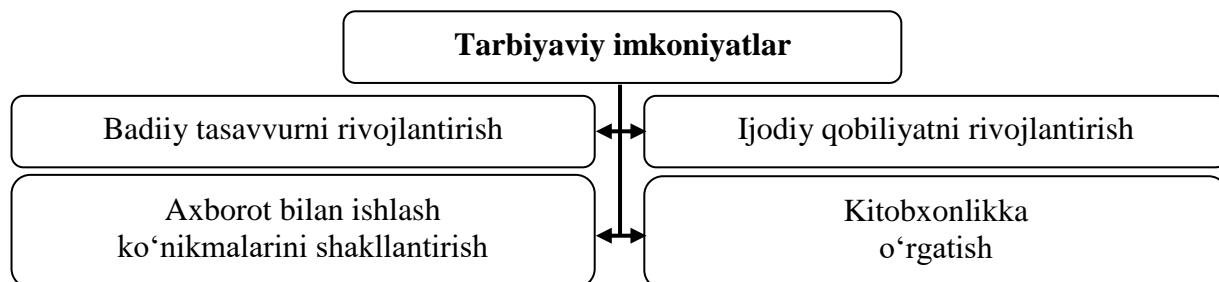 Tarbiyaviy imkoniyatlar
Badiiy tasavvurni rivojlantirish
Ijodiy qobiliyatni rivojlantirish
Axborot bilan ishlash
ko‘nikmalarini shakllantirish
Kitobxonlikka
o‘rgatish